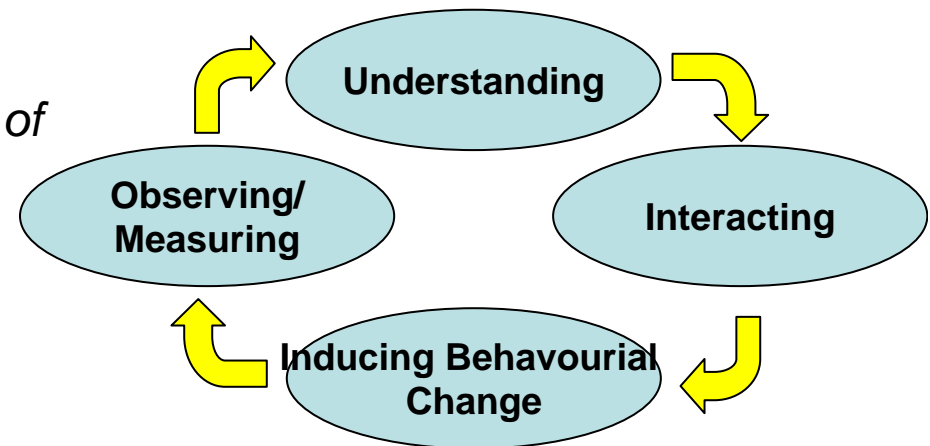 Understanding
of
Observing/
Measuring
Interacting
Inducing Behavourial
Change